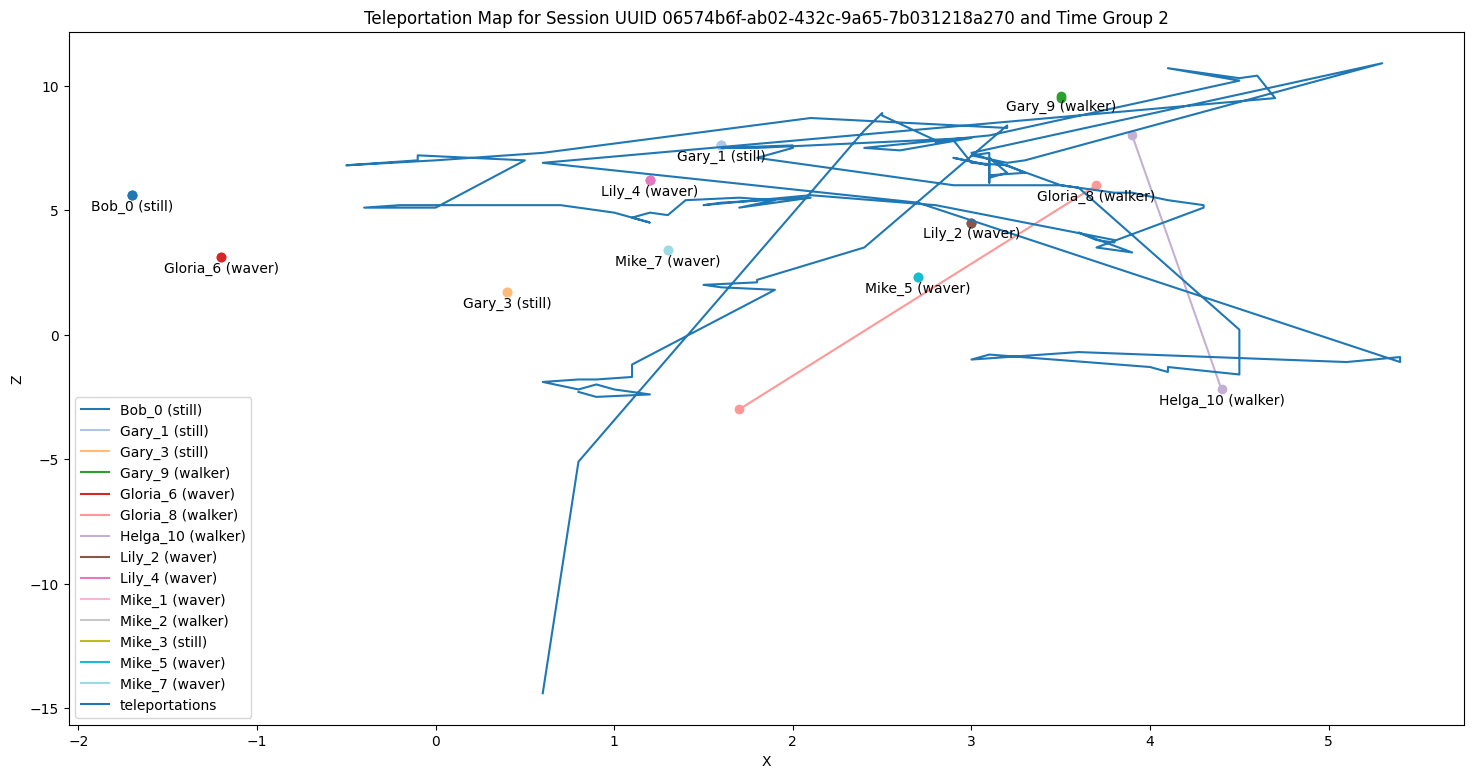 Teleportation Map for Session UUID 06574b6f-ab02-432c-9a65-7b031218a270 and Time Group 2
Z
10
5
0
−5
−10
−15
Gary_9 (walker)
Gary_1 (still)
Lily_4 (waver)
Gloria_8 (walker)
Bob_0 (still)
Lily_2 (waver)
Mike_7 (waver)
Gloria_6 (waver)
Mike_5 (waver)
Gary_3 (still)
Helga_10 (walker)
Bob_0 (still)
Gary_1 (still)
Gary_3 (still)
Gary_9 (walker)
Gloria_6 (waver)
Gloria_8 (walker)
Helga_10 (walker)
Lily_2 (waver)
Lily_4 (waver)
Mike_1 (waver)
Mike_2 (walker)
Mike_3 (still)
Mike_5 (waver)
Mike_7 (waver)
teleportations
−2 −1 0 1 2 3 4 5
X